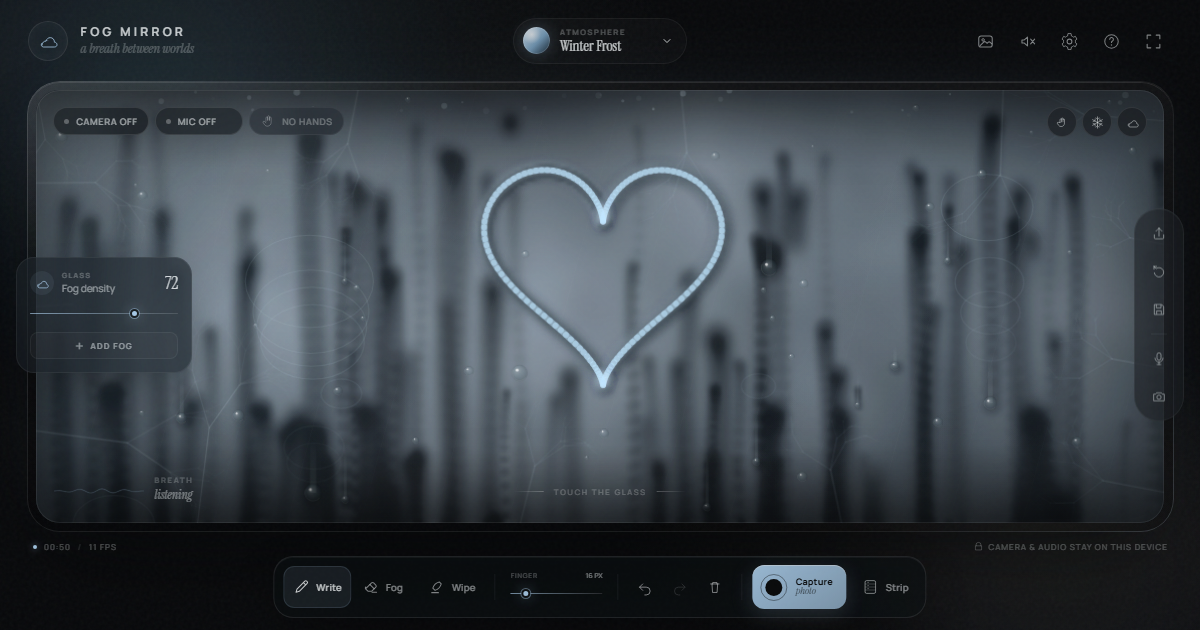 FOG MIRROR
a breath between worlds
ATMOSPHERE
Winter Frost
CAMERA OFF
MIC OFF
NO HANDS
GLASS
Fog density
72
+ ADD FOG
BREATH
listening
TOUCH THE GLASS
00:50 / 11 FPS
CAMERA & AUDIO STAY ON THIS DEVICE
Write
Fog
Wipe
FINGER
16 PX
Capture
photo
Strip